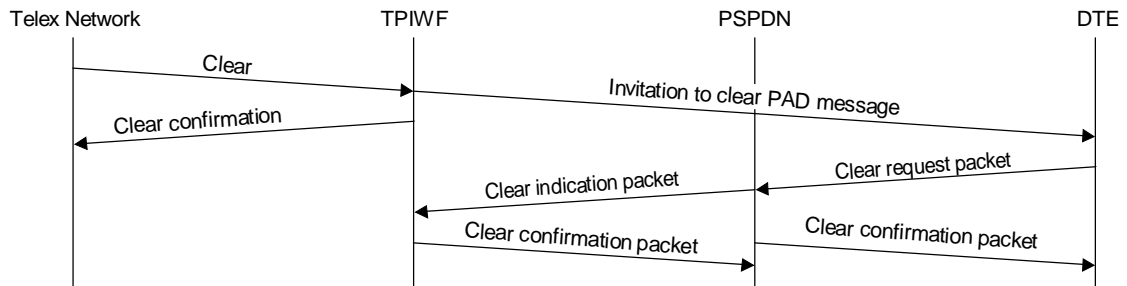 Telex Network
TPIWF
PSPDN
DTE
Clear
Invitation to clear PAD message
Clear confirmation
Clear request packet
Clear indication packet
Clear confirmation packet
Clear confirmation packet